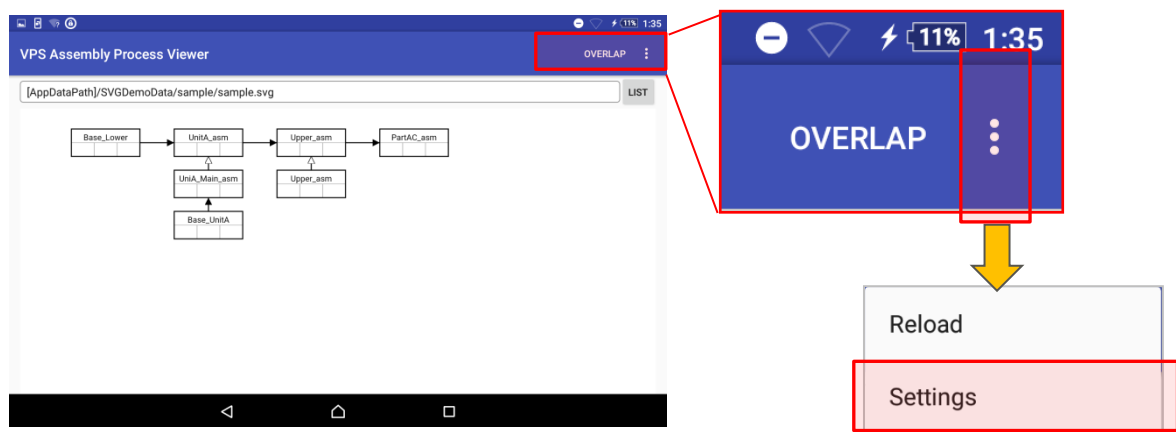 11% 1:35
VPS Assembly Process Viewer
OVERLAP
[AppDataPath]/SVGDemoData/sample/sample.svg
LIST
Base_Lower
UnitA_asm
Upper_asm
PartAC_asm
UniA_Main_asm
Upper_asm
Base_UnitA
11% 1:35
OVERLAP
Reload
Settings